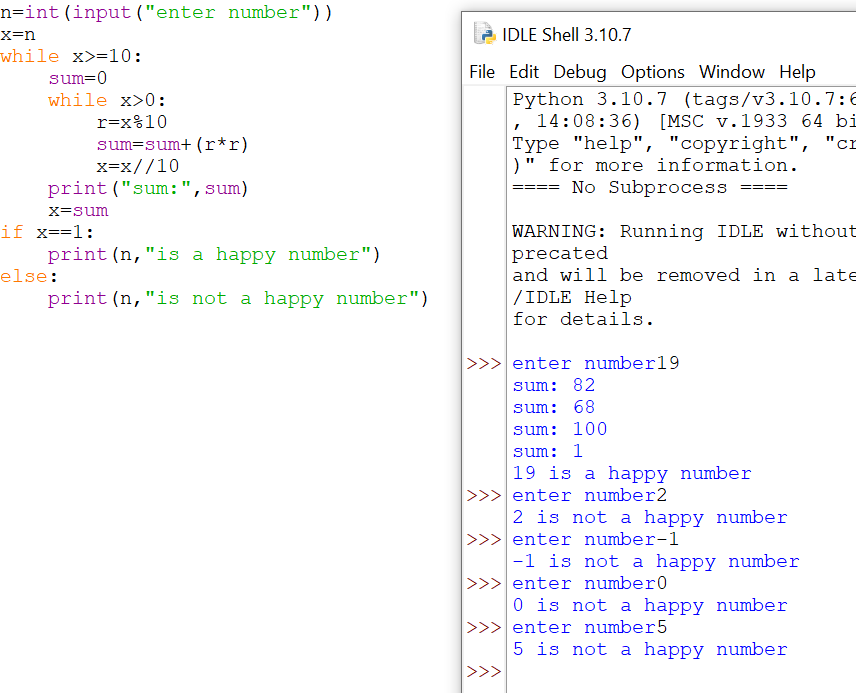 n=int(input("enter number"))
x=n
while x>=10:
    sum=0
    while x>0:
        r=x%10
        sum=sum+(r*r)
        x=x//10
    print("sum:",sum)
    x=sum
if x==1:
    print(n,"is a happy number")
else:
    print(n,"is not a happy number")
IDLE Shell 3.10.7
File Edit Debug Options Window Help
Python 3.10.7 (tags/v3.10.7:6
, 14:08:36) [MSC v.1933 64 bi
Type "help", "copyright", "cr
)" for more information.
==== No Subprocess ====
WARNING: Running IDLE without
precated
and will be removed in a late
/IDLE Help
for details.
>>> enter number19
sum: 82
sum: 68
sum: 100
sum: 1
19 is a happy number
>>> enter number2
2 is not a happy number
>>> enter number-1
-1 is not a happy number
>>> enter number0
0 is not a happy number
>>> enter number5
5 is not a happy number
>>>